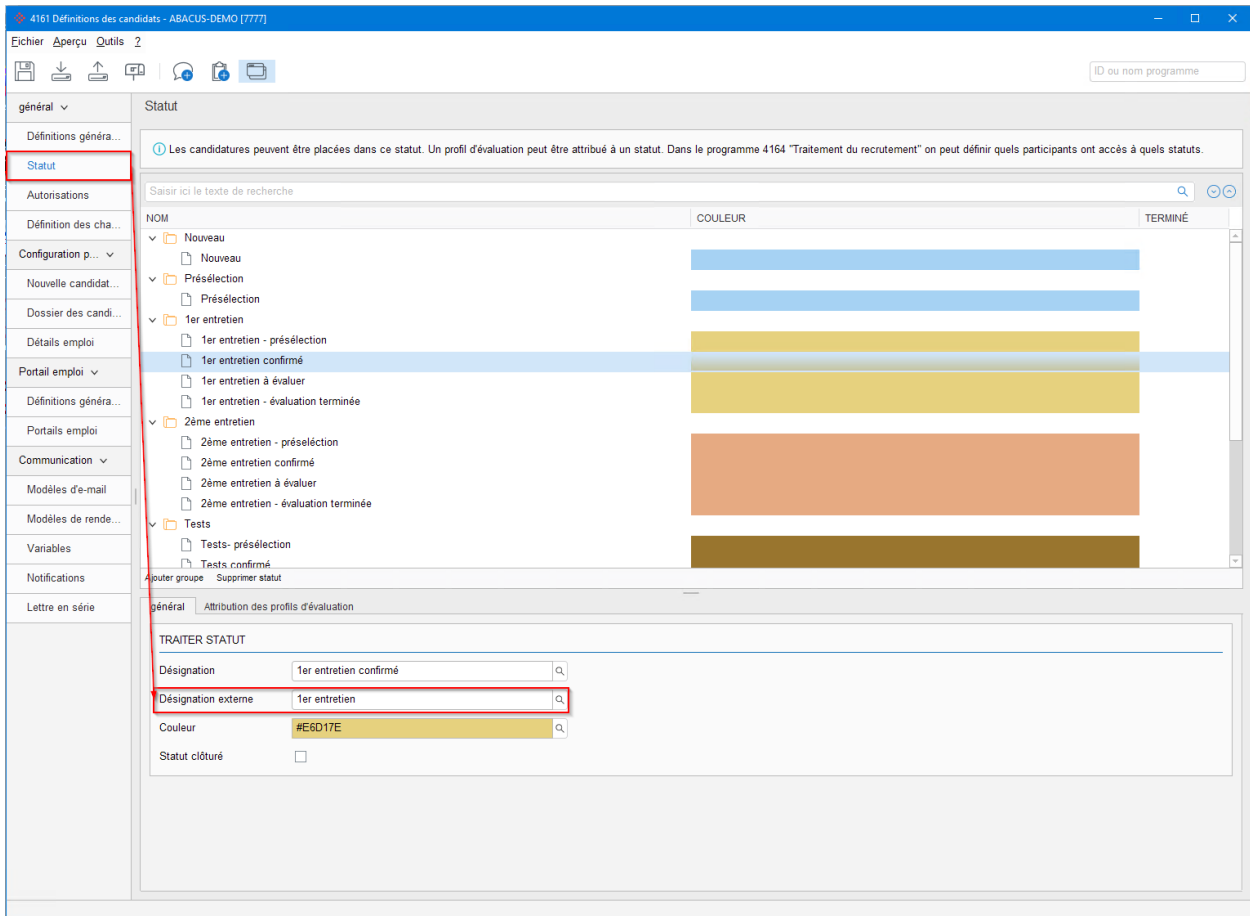 4161 Définitions des candidats - ABACUS-DEMO [7777]
Fichier Aperçu Outils ?
ID ou nom programme
général
Définitions généra...
Statut
Autorisations
Définition des cha...
Configuration p...
Nouvelle candidat...
Dossier des candi...
Détails emploi
Portail emploi
Définitions généra...
Portails emploi
Communication
Modèles d'e-mail
Modèles de rende...
Variables
Notifications
Lettre en série
Statut
Les candidatures peuvent être placées dans ce statut. Un profil d'évaluation peut être attribué à un statut. Dans le programme 4164 "Traitement du recrutement" on peut définir quels participants ont accès à quels statuts.
Saisir ici le texte de recherche
NOM COULEUR TERMINÉ
Nouveau
Nouveau
Présélection
Présélection
1er entretien
1er entretien - présélection
1er entretien confirmé
1er entretien à évaluer
1er entretien - évaluation terminée
2ème entretien
2ème entretien - préseléction
2ème entretien confirmé
2ème entretien à évaluer
2ème entretien - évaluation terminée
Tests
Tests- présélection
Tests confirmé
Ajouter groupe Supprimer statut
général Attribution des profils d'évaluation
TRAITER STATUT
Désignation 1er entretien confirmé
Désignation externe 1er entretien
Couleur #E6D17E
Statut clôturé